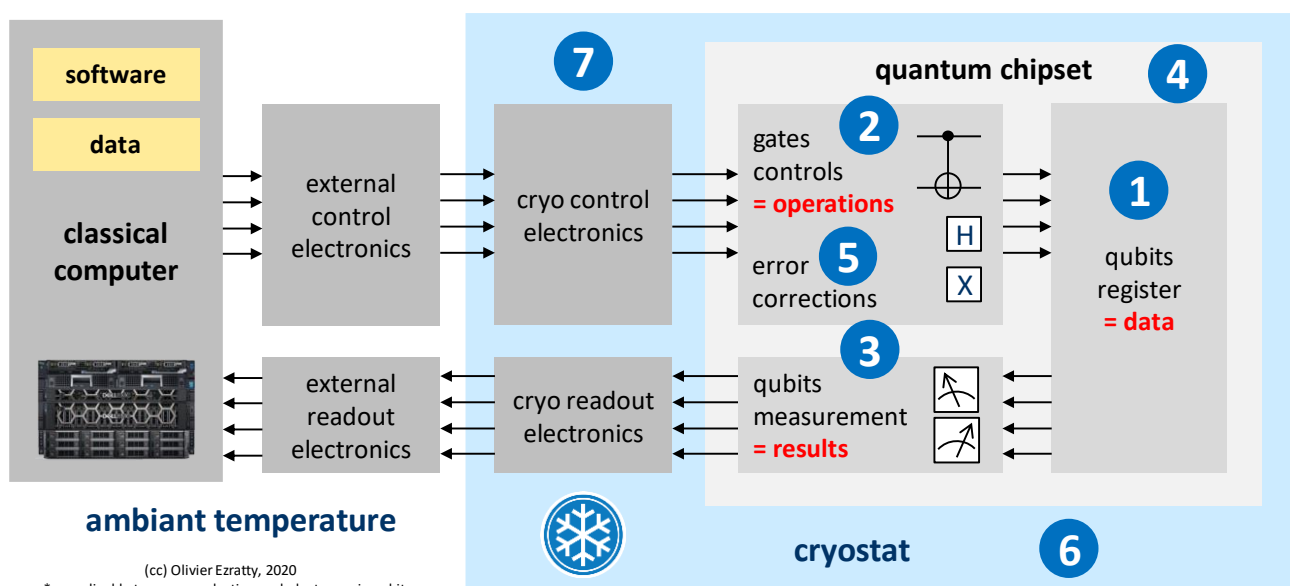 software
data
classical
computer
external
control
electronics
7
cryo control
electronics
quantum chipset
4
2
gates
controls
= operations
H
5
error
corrections
X
1
qubits
register
= data
external
readout
electronics
cryo readout
electronics
3
qubits
measurement
= results
ambiant temperature
(cc) Olivier Ezratty, 2020
cryostat
6